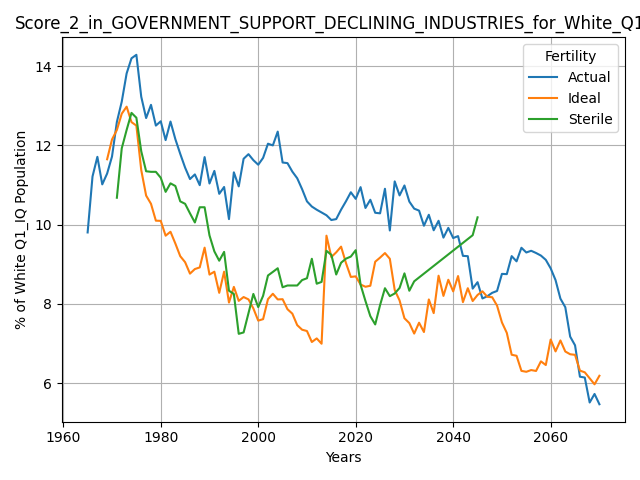 Score_2_in_GOVERNMENT_SUPPORT_DECLINING_INDUSTRIES_for_White_Q1
Fertility
Actual
Ideal
Sterile
% of White Q1_IQ Population
14
12
10
8
6
1960 1980 2000 2020 2040 2060
Years